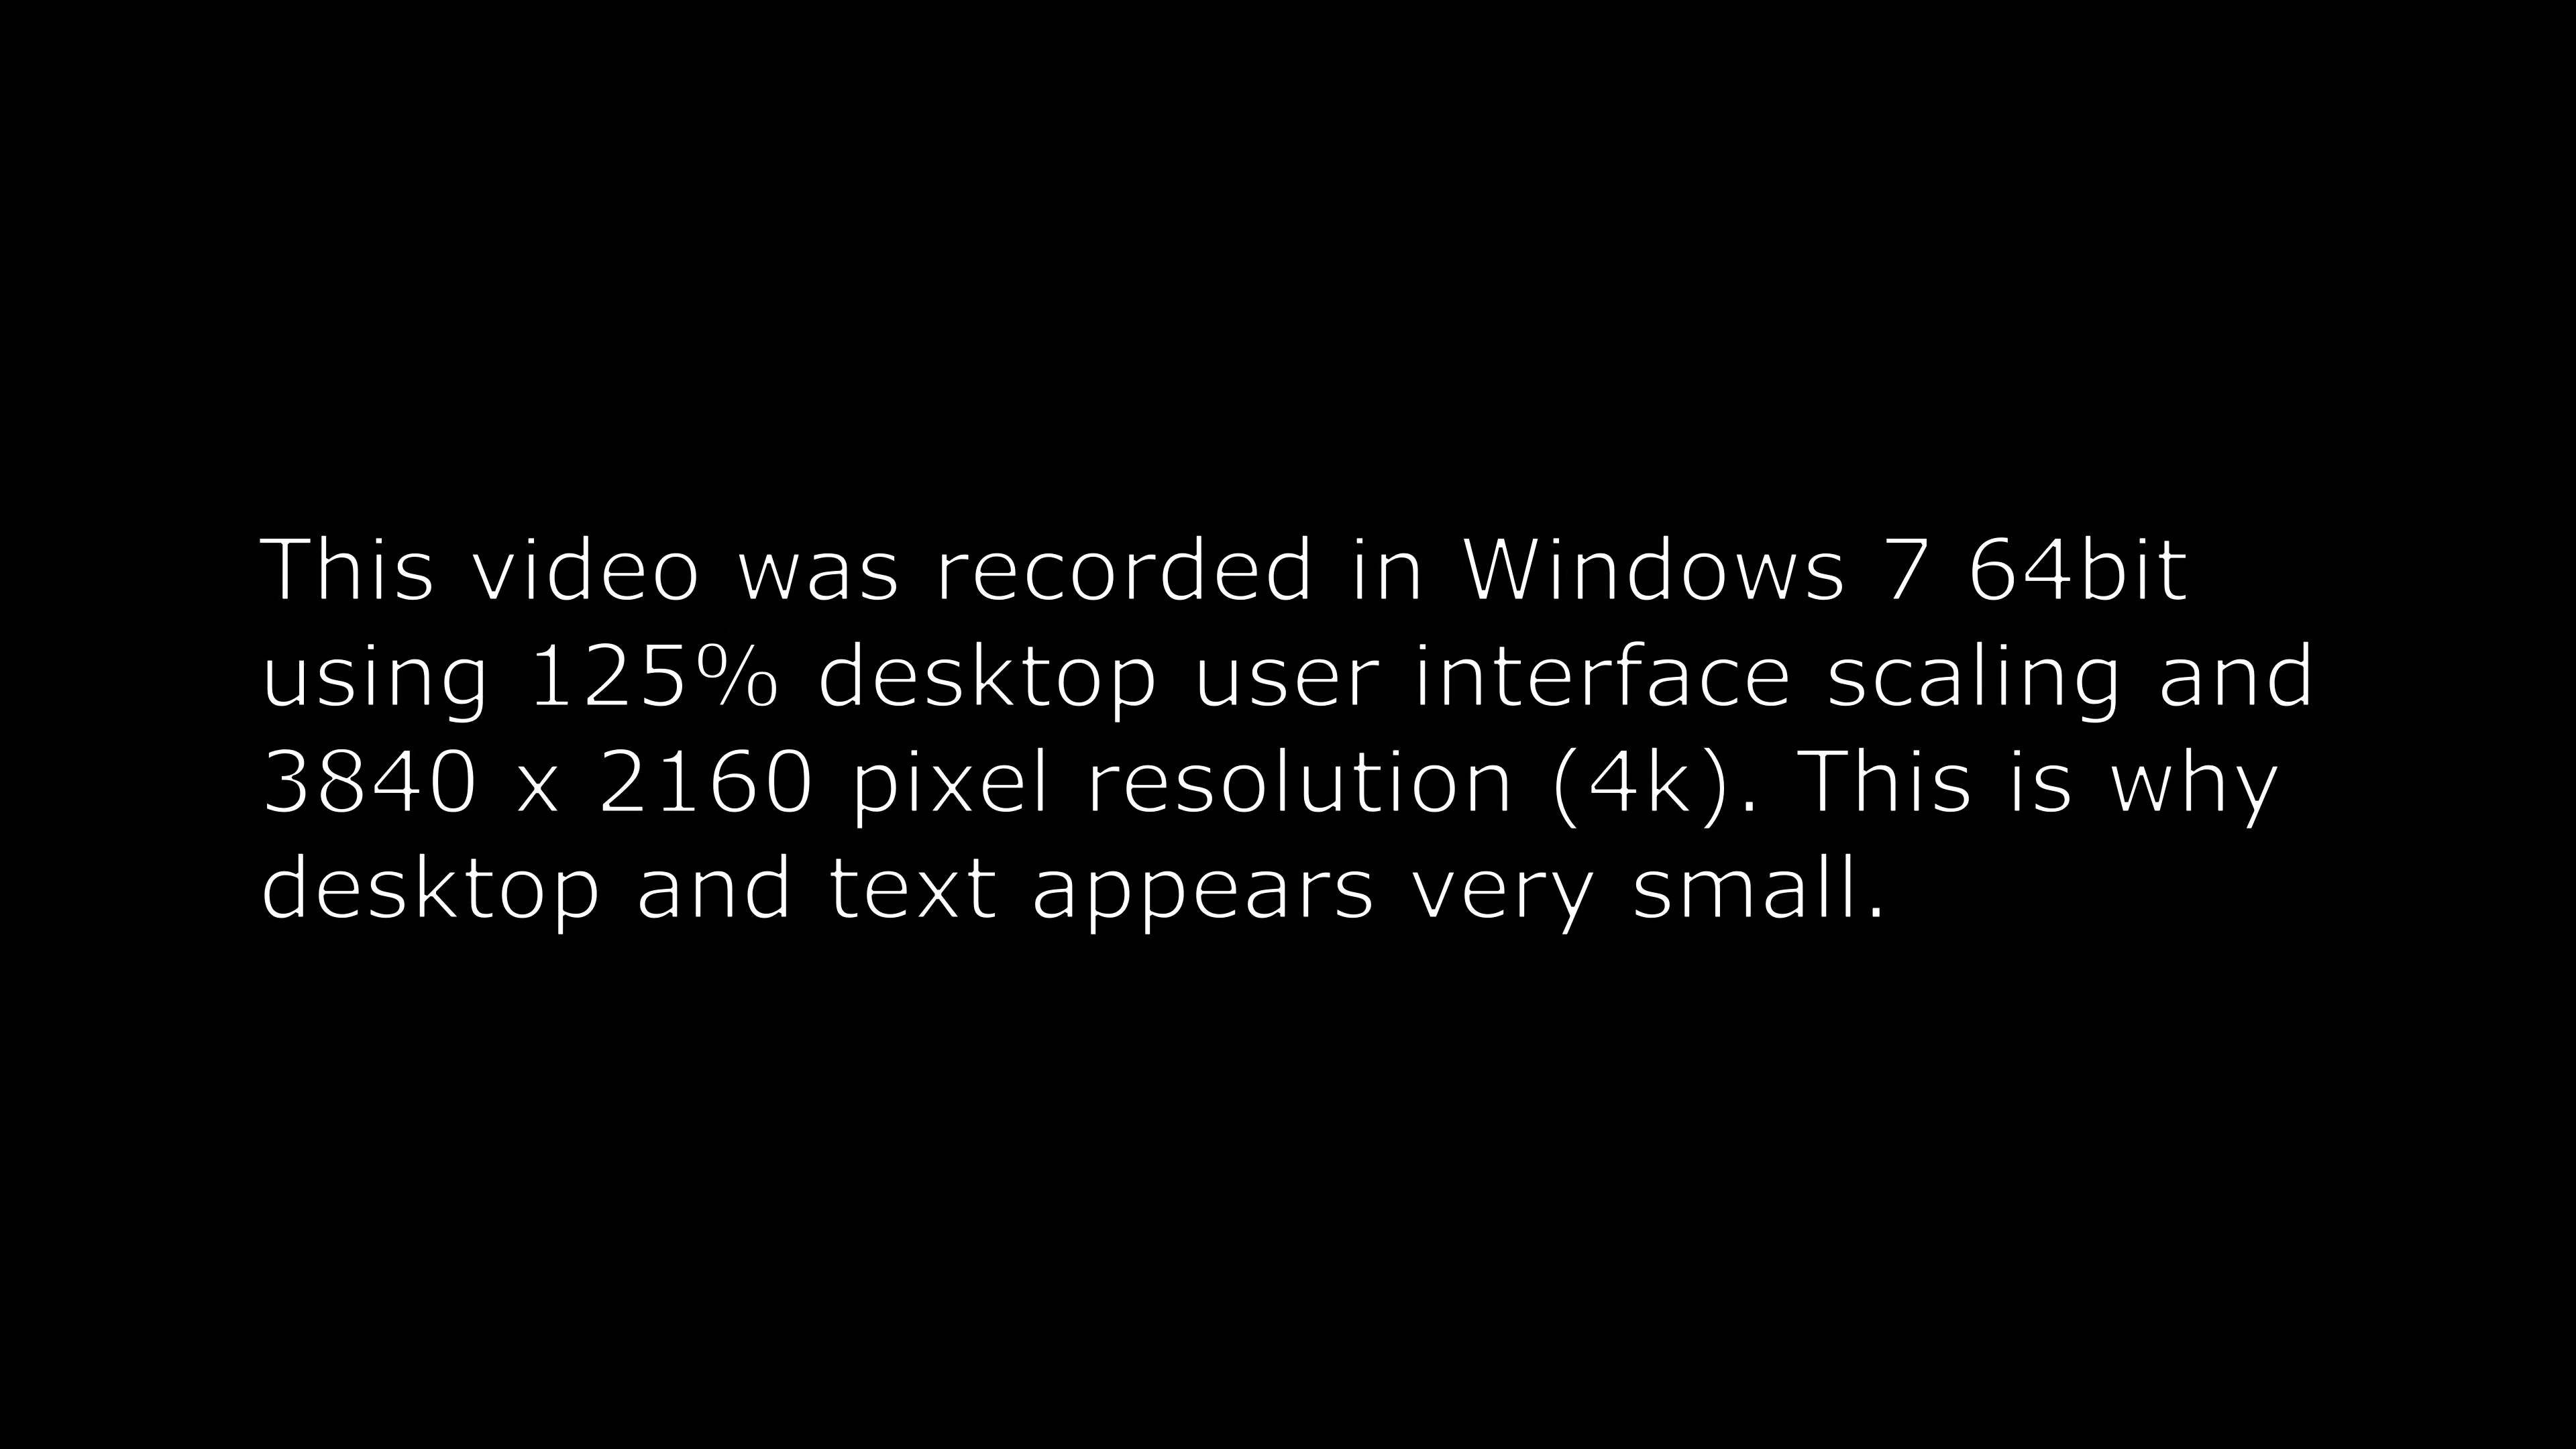 This video was recorded in Windows 7 64bit
using 125% desktop user interface scaling and
3840 x 2160 pixel resolution (4k). This is why
desktop and text appears very small.